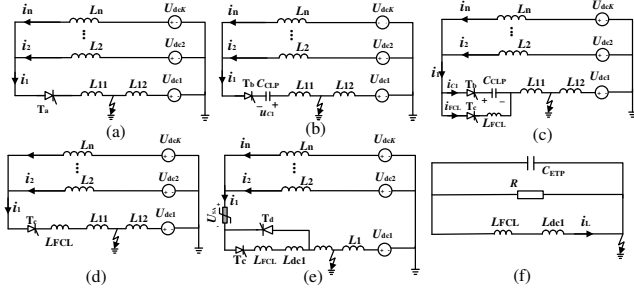 in Ln UdcK
i2 L2 Udc2
i1
Ta L11 L12 Udc1
(a)
in Ln UdcK
i2 L2 Udc2
i1
Tb CCLP L11 L12 Udc1
− uC1 +
(b)
in Ln UdcK
i2 L2 Udc2
i1
iC1 Tb CCLP L11 L12 Udc1
+ −
iFCL Tc
LFCL
(c)
in Ln UdcK
i2 L2 Udc2
i1
Tc LFCL L11 L12 Udc1
(d)
in Ln UdcK
i2 L2 Udc2
i1
+ −
Td
Tc LFCL Ldc1 L1 Udc1
(e)
CETP
R
LFCL Ldc1 iL
(f)